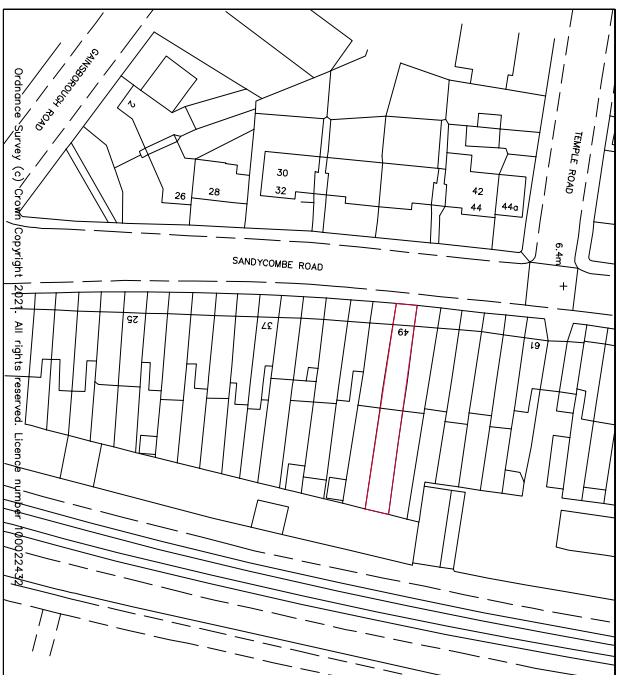 GAINSBOROUGH ROAD
TEMPLE ROAD
2
30
32
26
28
42
44
44a
6.4m
SANDYCOMBE ROAD
25
37
49
61
Ordnance Survey (c) Crown Copyright 2021. All rights reserved. Licence number 100022432